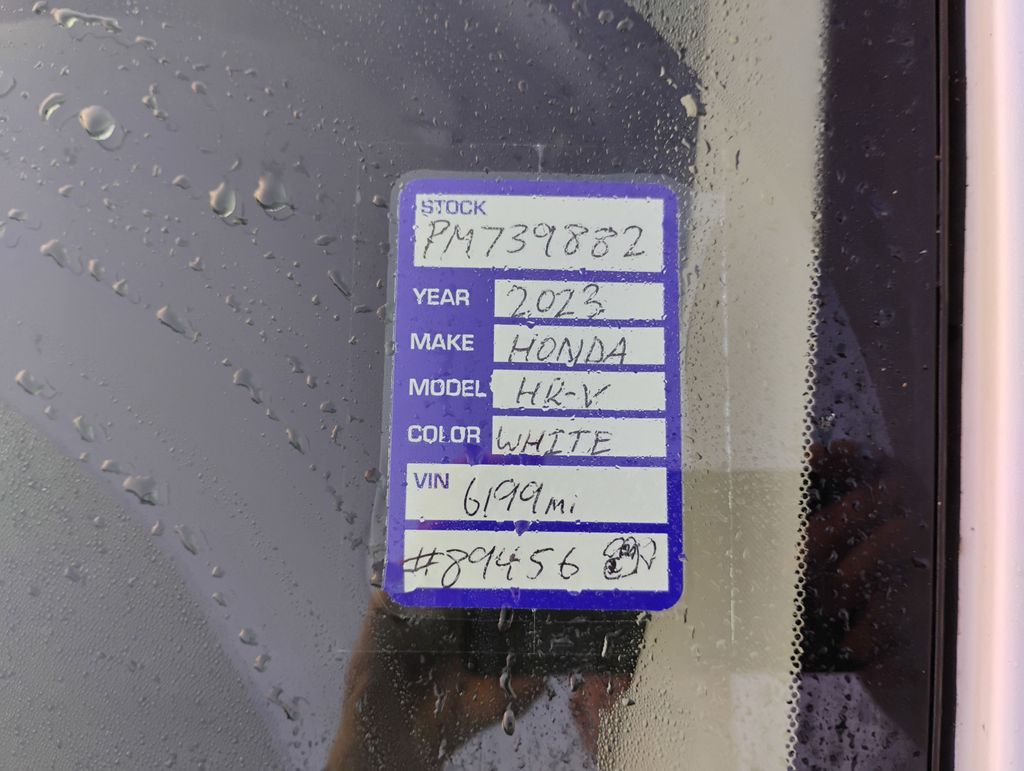 STOCK
PM739882
YEAR 2023
MAKE HONDA
MODEL HR-V
COLOR WHITE
VIN
6199mi
#89456